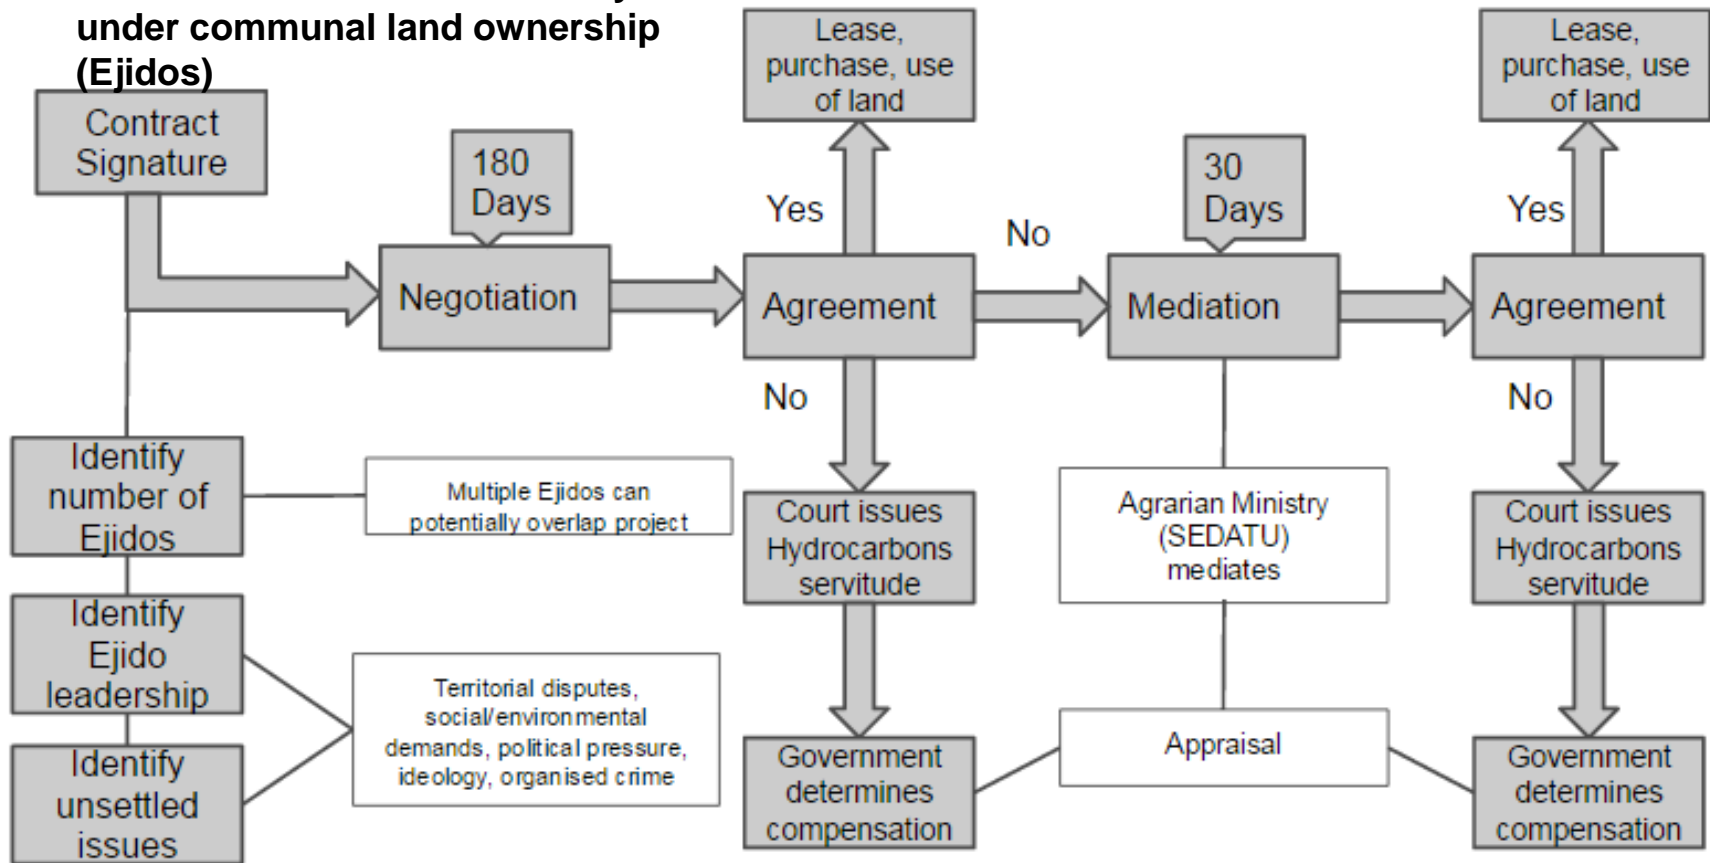 under communal land ownership
(Ejidos)
Contract
Signature
180
Days
Negotiation
Lease,
purchase, use
of land
Yes
Agreement
No
No
30
Days
Mediation
Lease,
purchase, use
of land
Yes
Agreement
No
Identify
number of
Ejidos
Multiple Ejidos can
potentially overlap project
Identify
Ejido
leadership
Territorial disputes,
social/environmental
demands, political pressure,
ideology, organised crime
Identify
unsettled
issues
Court issues
Hydrocarbons
servitude
Government
determines
compensation
Agrarian Ministry
(SEDATU)
mediates
Appraisal
Court issues
Hydrocarbons
servitude
Government
determines
compensation